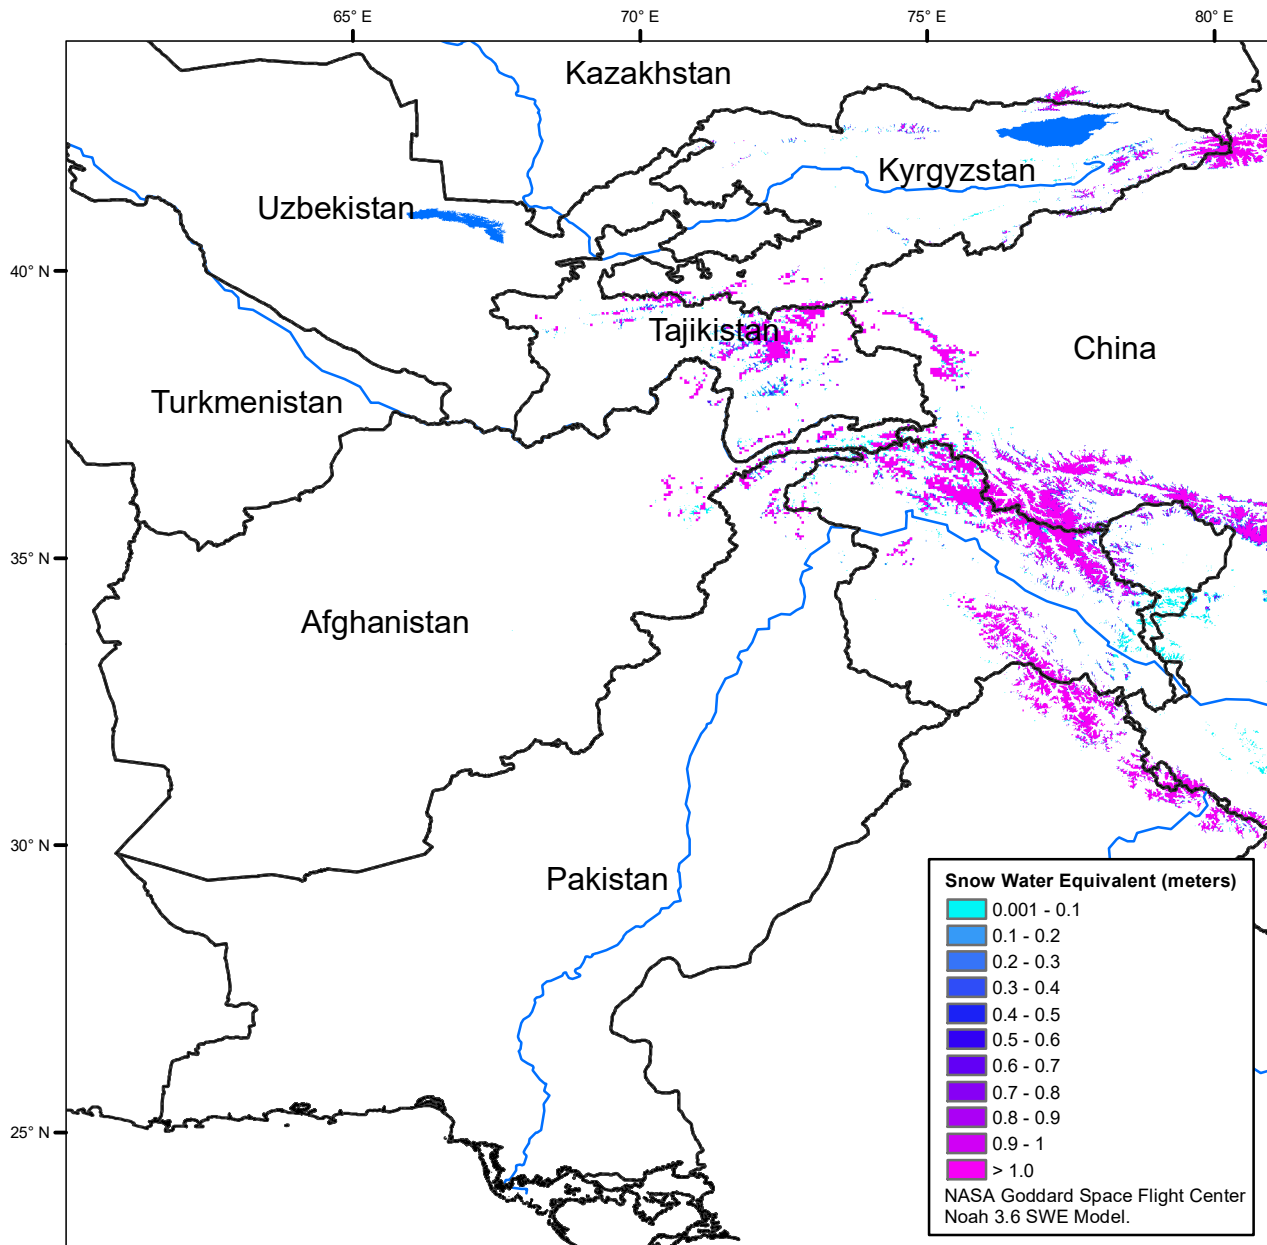 65° E
70° E
75° E
80° E
Kazakhstan
Kyrgyzstan
Uzbekistan
40° N
Tajikistan
China
Turkmenistan
35° N
Afghanistan
30° N
Pakistan
25° N
Snow Water Equivalent (meters)
0.001 - 0.1
0.1 - 0.2
0.2 - 0.3
0.3 - 0.4
0.4 - 0.5
0.5 - 0.6
0.6 - 0.7
0.7 - 0.8
0.8 - 0.9
0.9 - 1
> 1.0
NASA Goddard Space Flight Center
Noah 3.6 SWE Model.